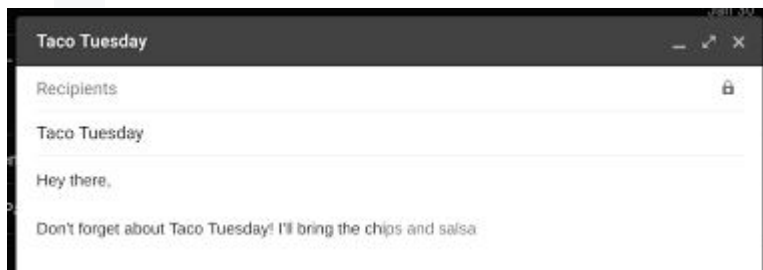 Taco Tuesday
Recipients
Taco Tuesday
Hey there,
Don't forget about Taco Tuesday! I'll bring the chips and salsa